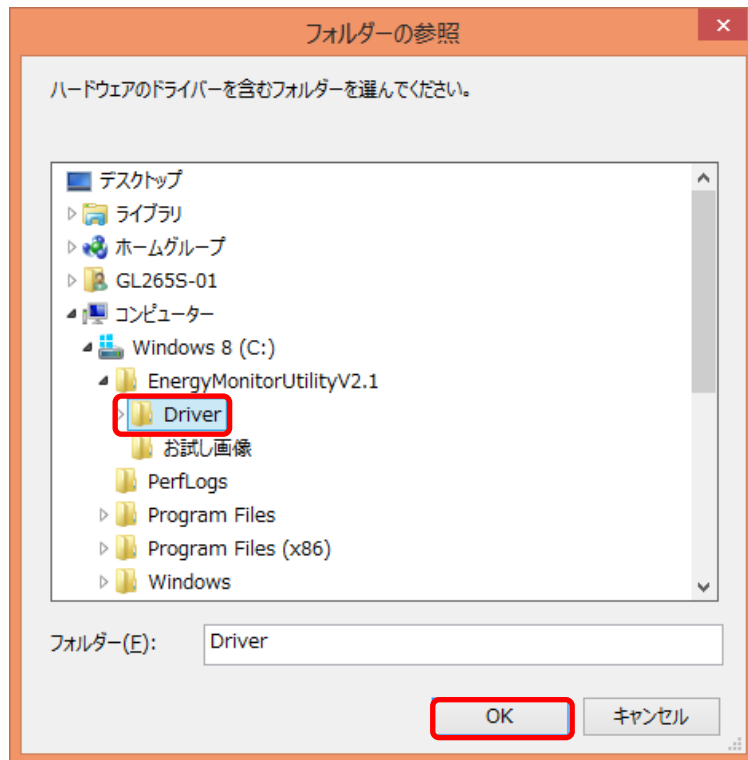 フォルダーの参照
ハードウェアのドライバーを含むフォルダーを選んでください。
デスクトップ
ライブラリ
ホームグループ
GL265S-01
コンピューター
Windows 8 (C:)
EnergyMonitorUtilityV2.1
Driver
お試し画像
PerfLogs
Program Files
Program Files (x86)
Windows
フォルダー(F): Driver
OK キャンセル